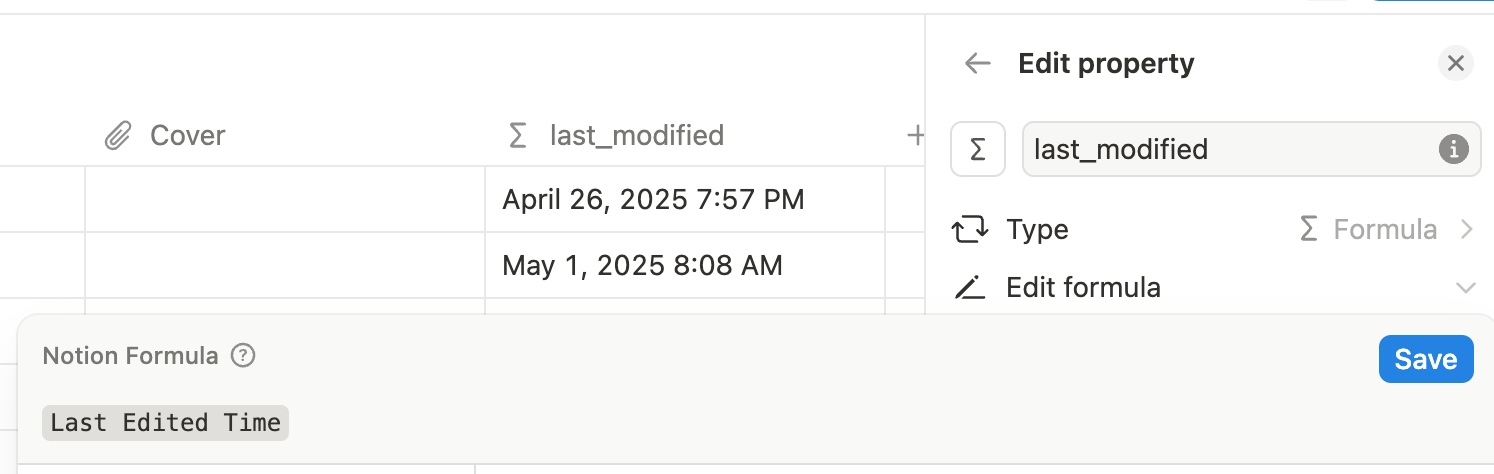 Edit property
Cover
last_modified
last_modified
April 26, 2025 7:57 PM
Type
Formula
May 1, 2025 8:08 AM
Edit formula
Notion Formula
Save
Last Edited Time